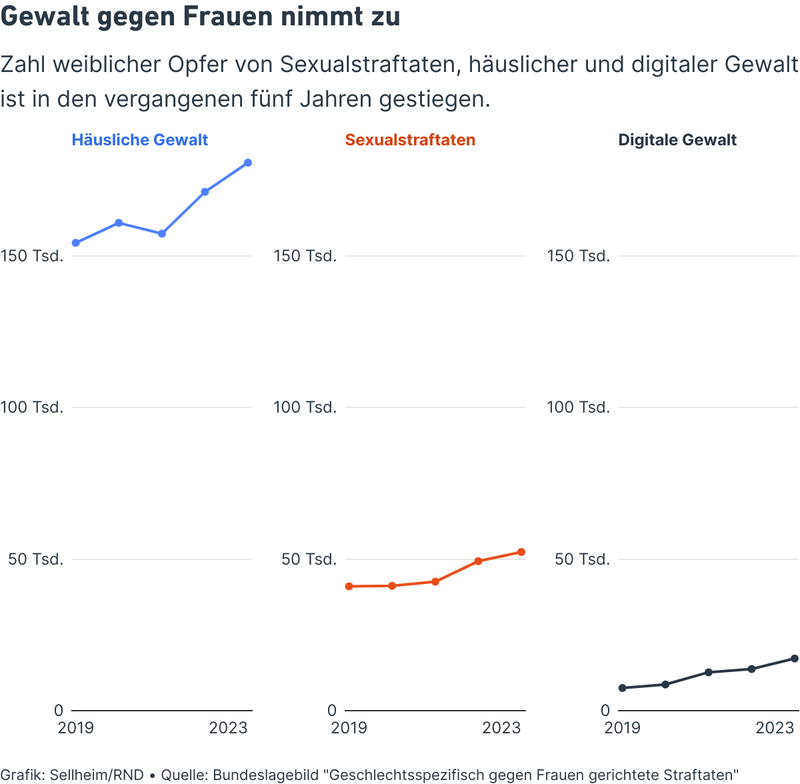 Gewalt gegen Frauen nimmt zu
Zahl weiblicher Opfer von Sexualstraftaten, häuslicher und digitaler Gewalt
ist in den vergangenen fünf Jahren gestiegen.
Häusliche Gewalt
150 Tsd.
100 Tsd.
50 Tsd.
0
2019 2023
Sexualstraftaten
150 Tsd.
100 Tsd.
50 Tsd.
0
2019 2023
Digitale Gewalt
150 Tsd.
100 Tsd.
50 Tsd.
0
2019 2023
Grafik: Sellheim/RND • Quelle: Bundeslagebild "Geschlechtsspezifisch gegen Frauen gerichtete Straftaten"